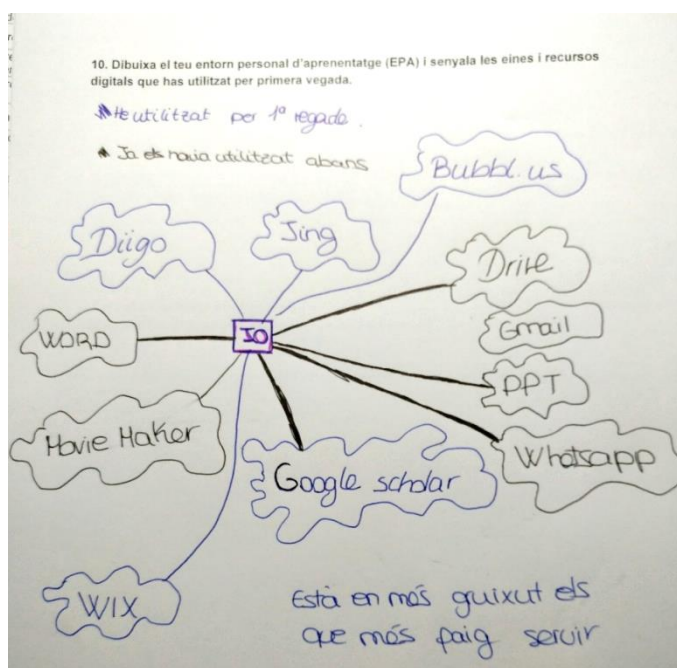 10. Dibuixa el teu entorn personal d'aprenentatge (EPA) i senyala les eines i recursos
digitals que has utilitzat per primera vegada.
He utilitzat per 1ª vegada.
Ja els havia utilitzat abans
Bubbl.us
Diigo
Jing
Drive
Gmail
WORD
IO
PPT
Movie Maker
Google scholar
Whatsapp
WIX
Està en més guixut els
que més faig servir